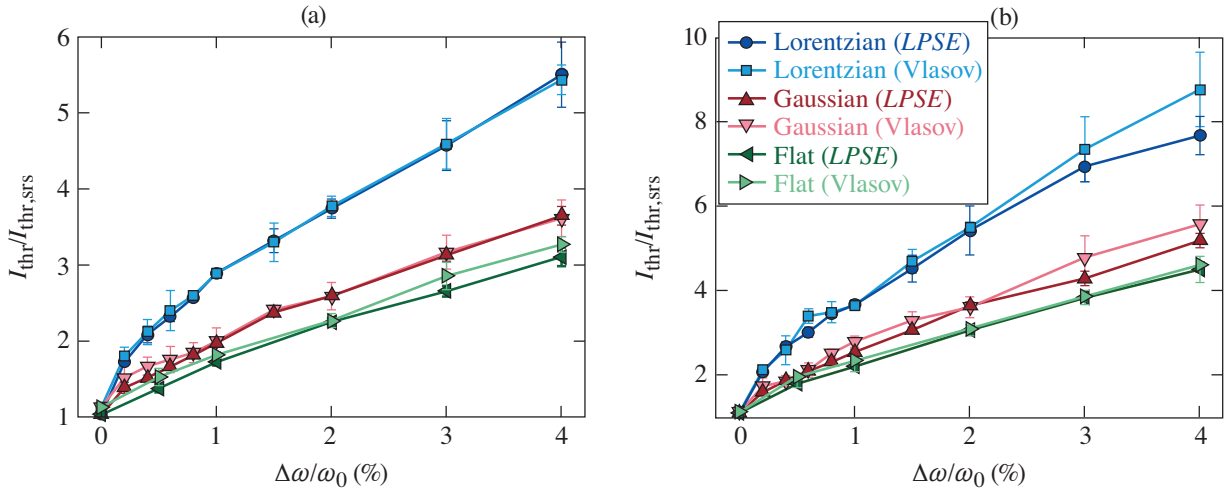 (a)
6
5
4
3
2
1
0 1 2 3 4
I_thr/I_thr,srs
Δω/ω_0 (%)
(b)
10
8
6
4
2
0 1 2 3 4
I_thr/I_thr,srs
Δω/ω_0 (%)
Lorentzian (LPSE)
Lorentzian (Vlasov)
Gaussian (LPSE)
Gaussian (Vlasov)
Flat (LPSE)
Flat (Vlasov)